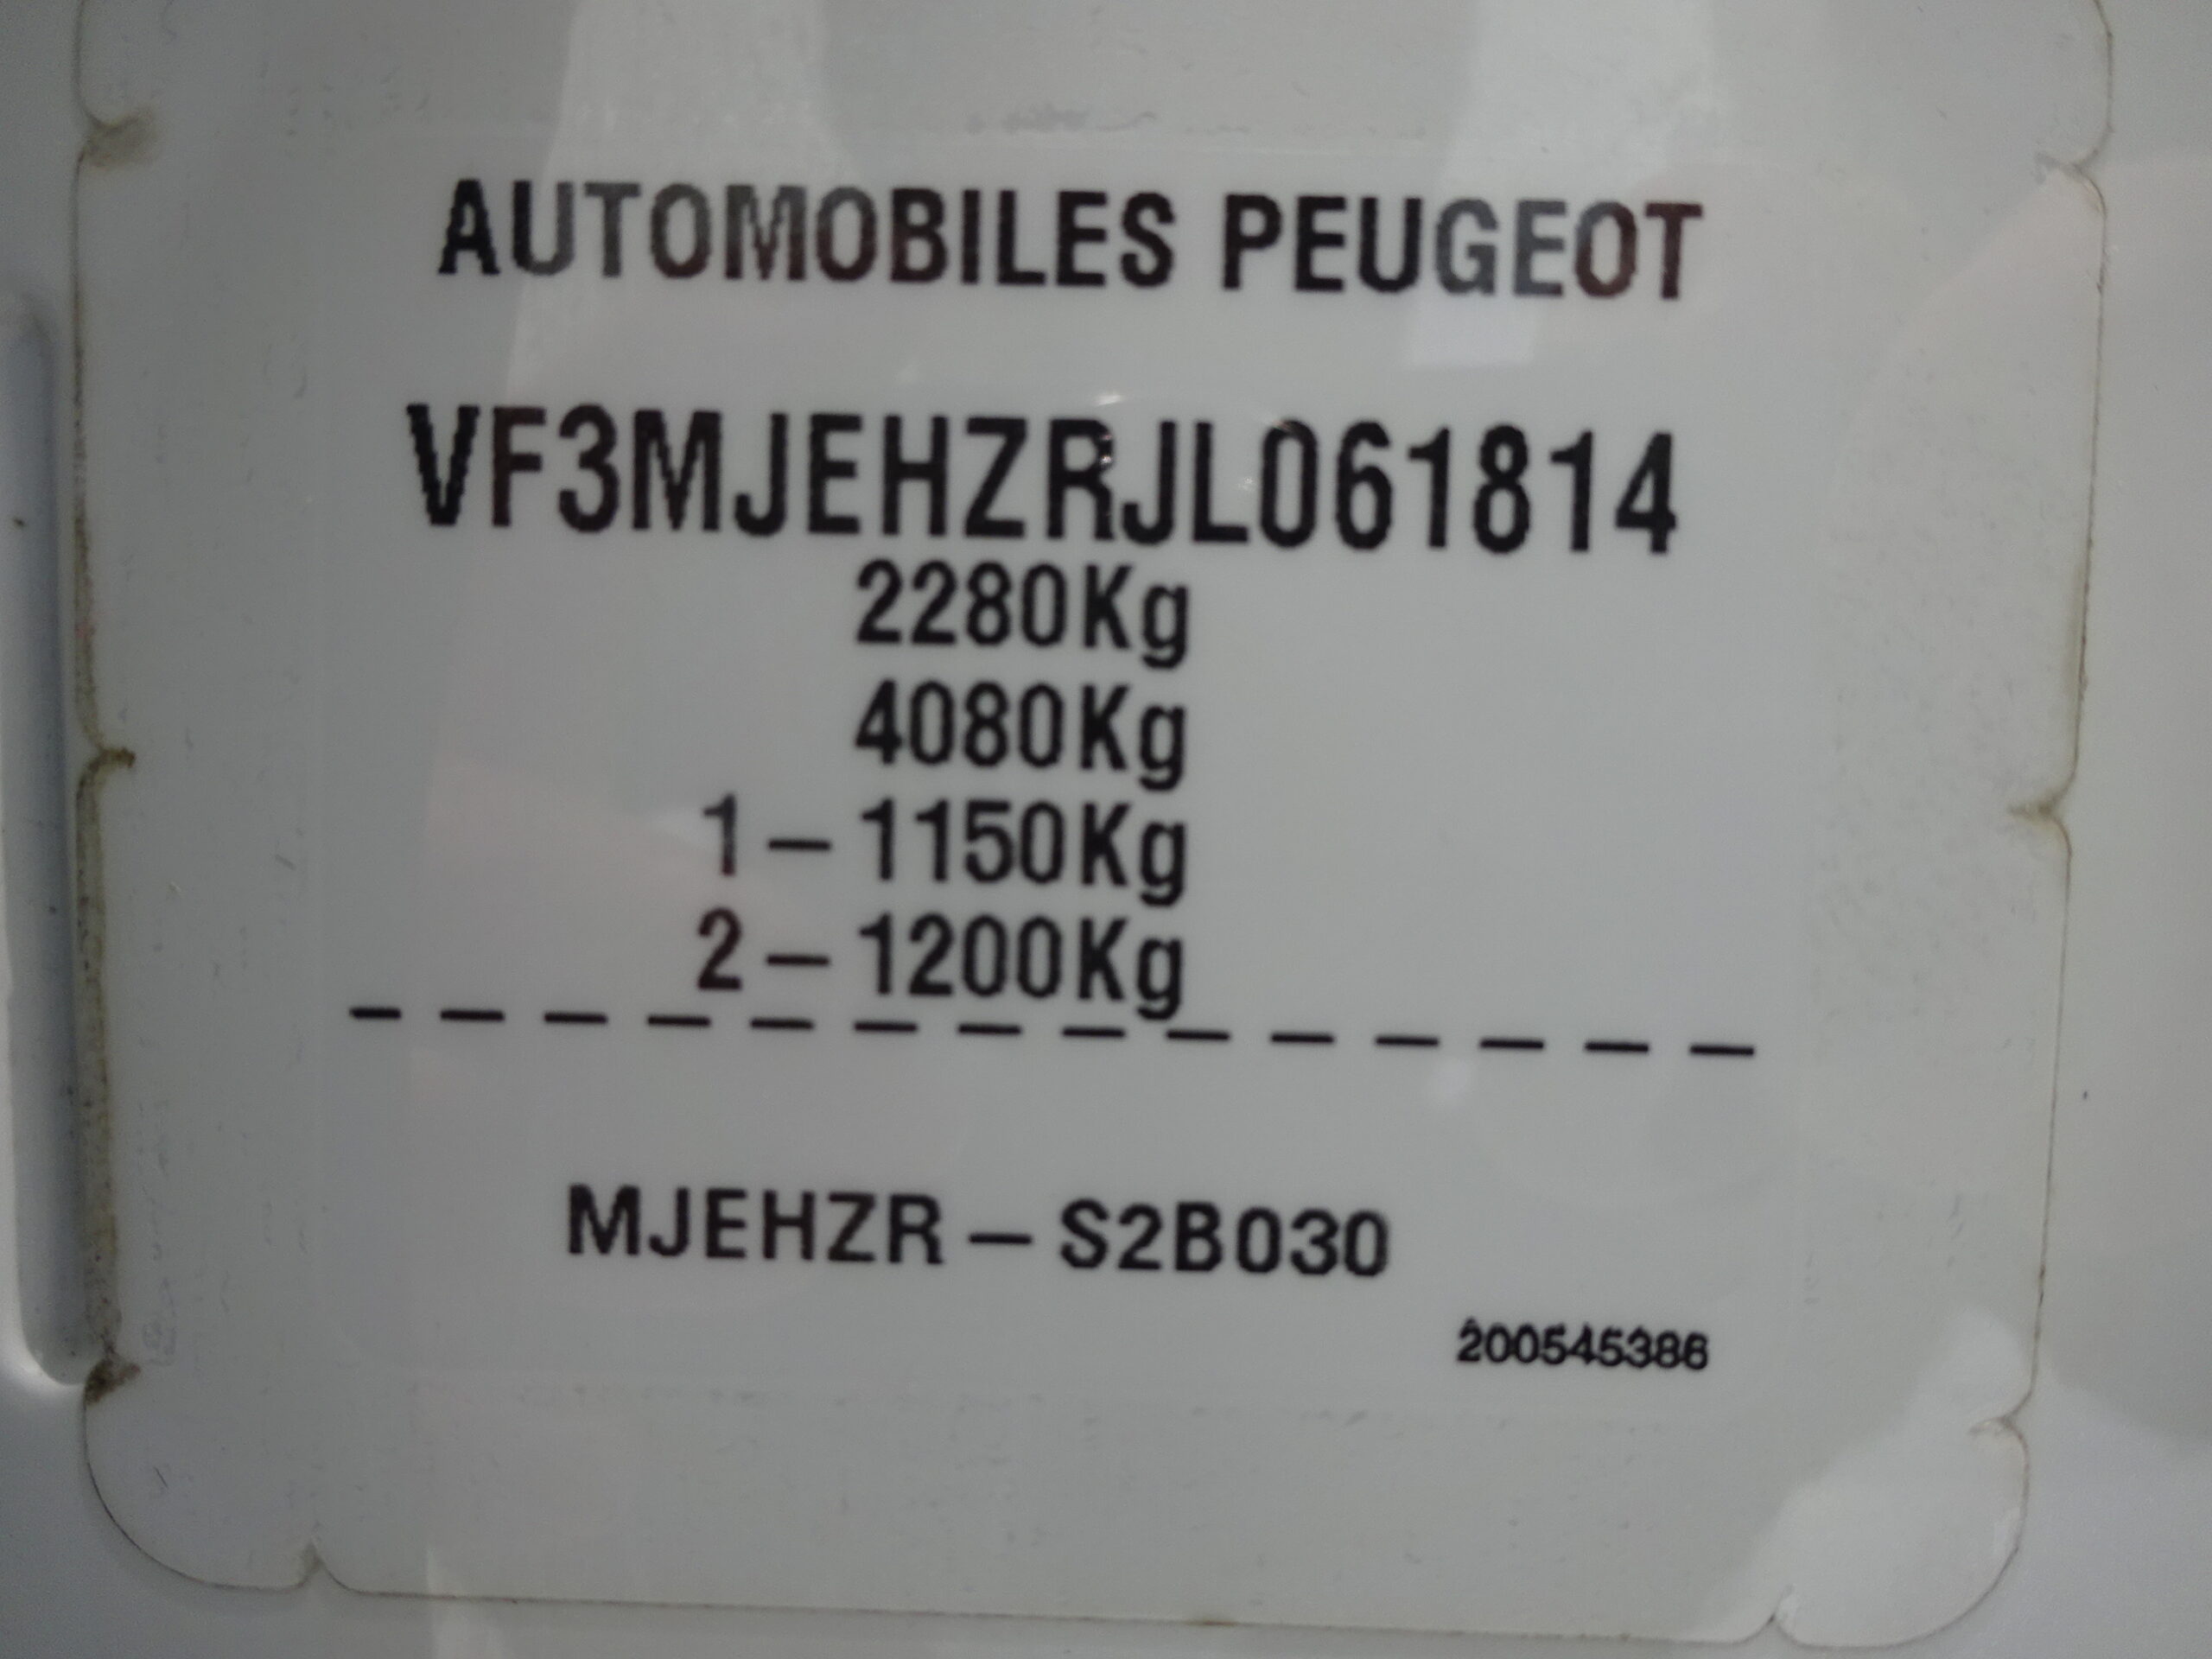 AUTOMOBILES PEUGEOT
VF3MJEHZRJL061814
2280Kg
4080Kg
1-1150Kg
2-1200Kg
- - - - - - - - - - - - - -
MJEHZR-S2B030
200545386